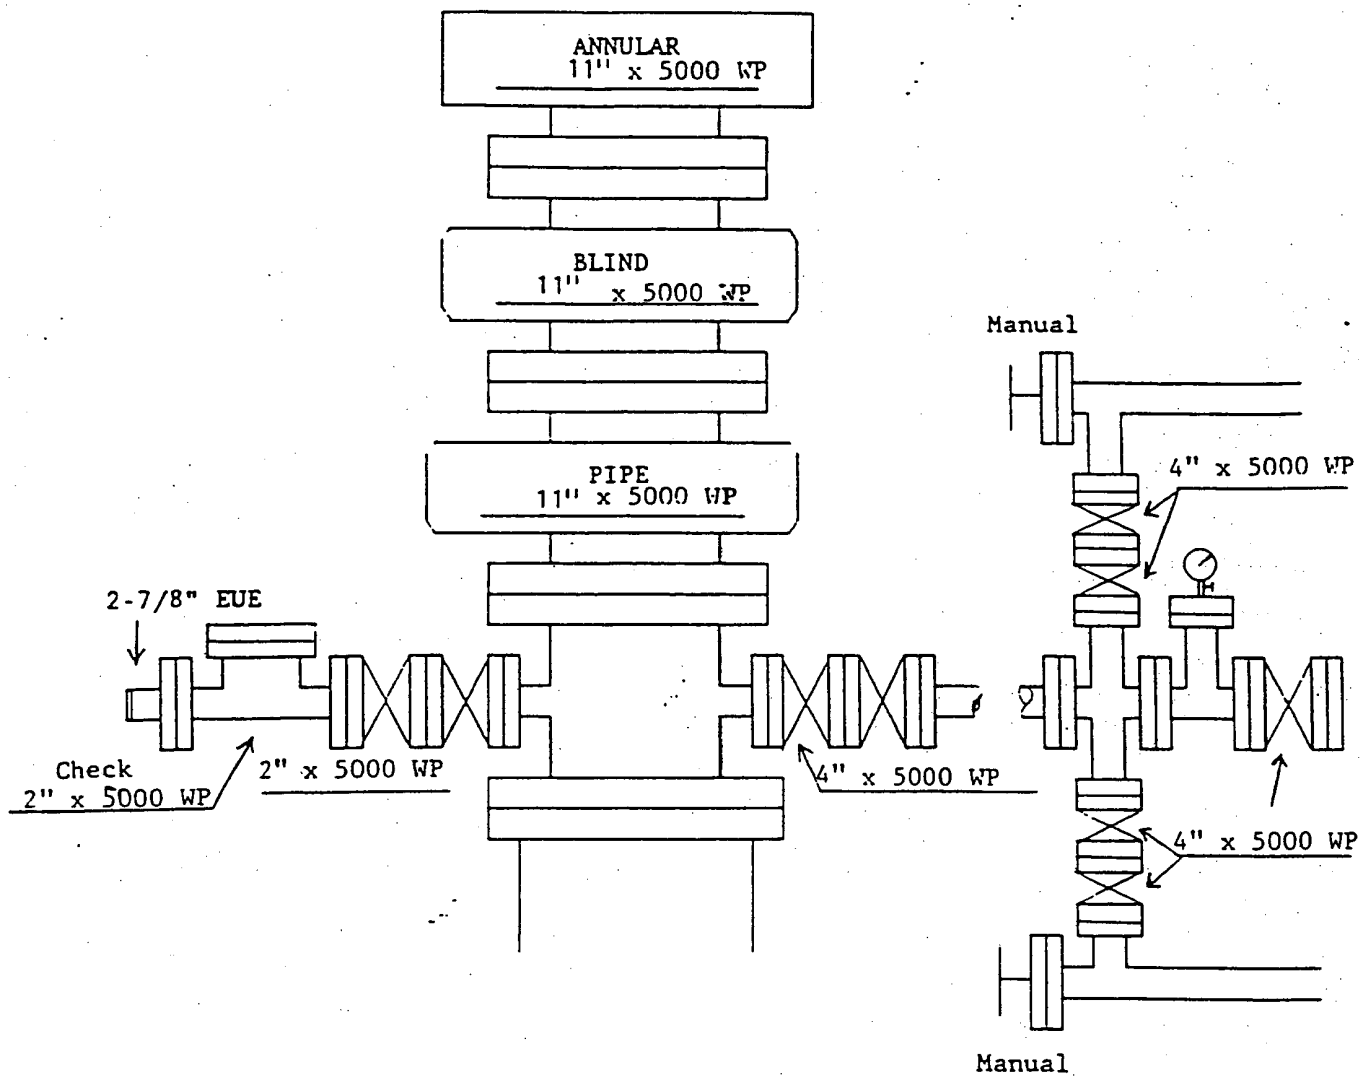 ANNULAR
11" x 5000 WP
BLIND
11" x 5000 WP
Manual
PIPE
11" x 5000 WP
4" x 5000 WP
2-7/8" EUE
Check
2" x 5000 WP
2" x 5000 WP
4" x 5000 WP
4" x 5000 WP
Manual